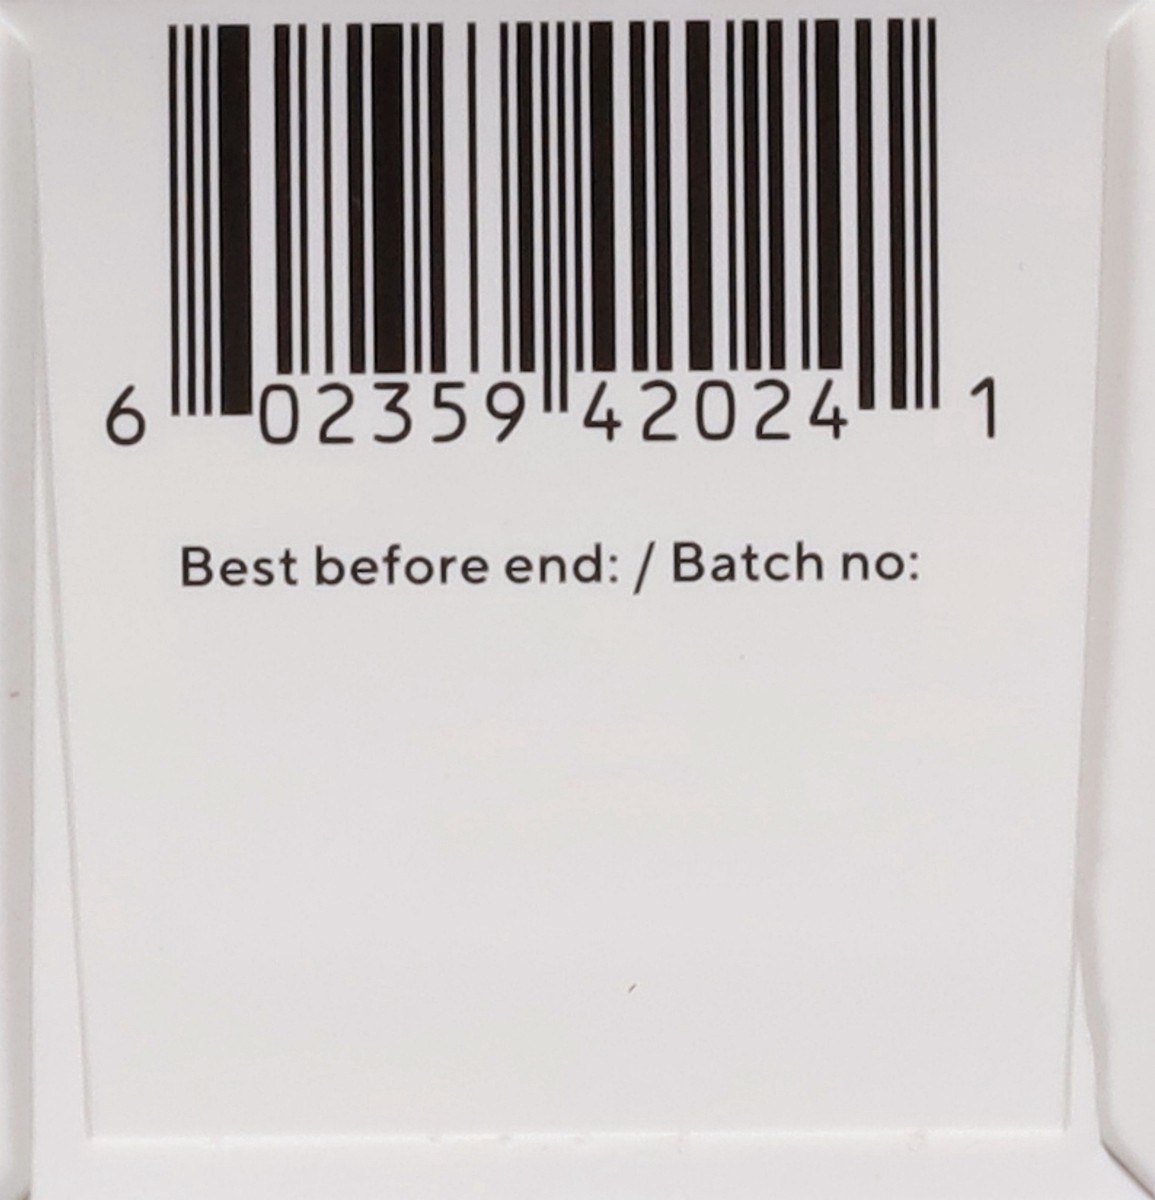 6 02359 42024 1
Best before end: / Batch no: